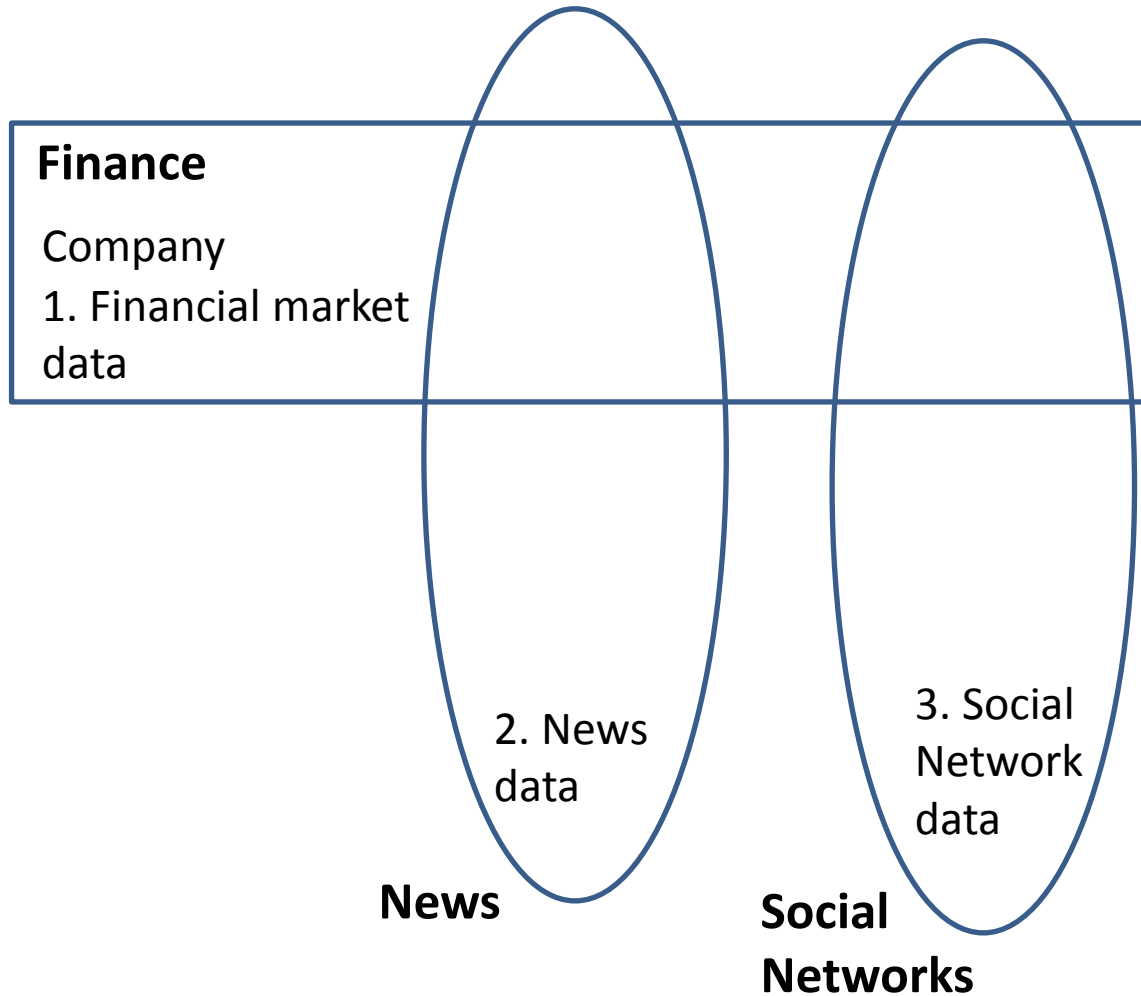 Finance
Company
1. Financial market
data
2. News
data
3. Social
Network
data
News
Social
Networks